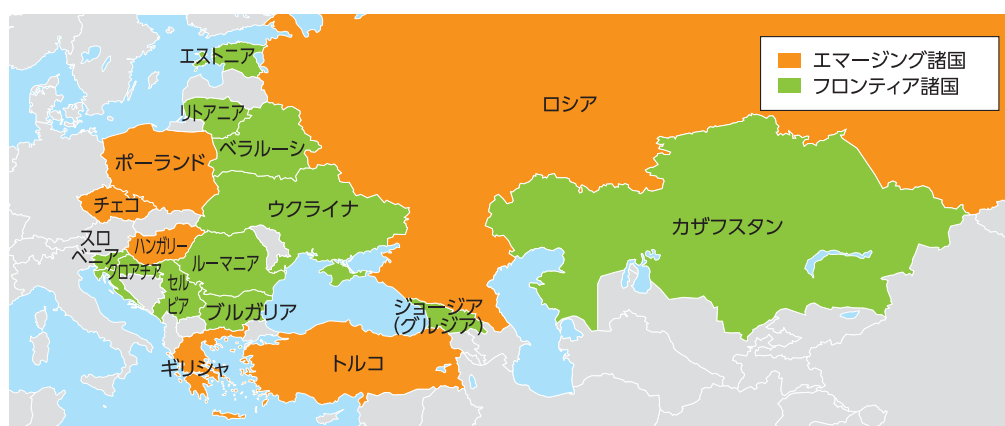 エマージング諸国
フロンティア諸国
エストニア
ロシア
リトアニア
ベラルーシ
ポーランド
チェコ
ウクライナ
カザフスタン
スロ
ベニア
ハンガリー
クロアチア
ルーマニア
セル
ビア
ブルガリア
ジョージア
(グルジア)
ギリシャ
トルコ